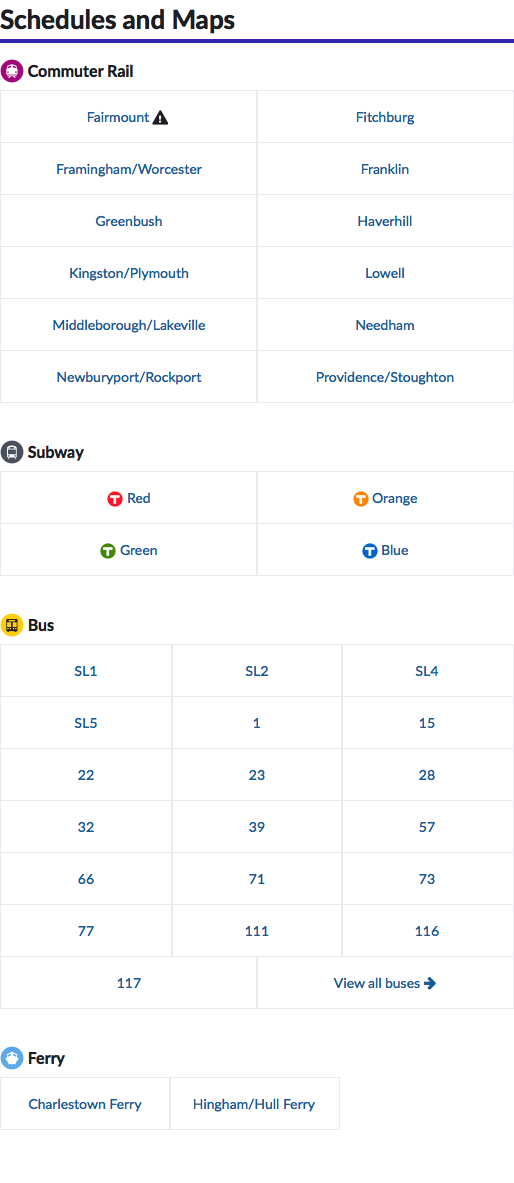 Schedules and Maps
Commuter Rail
Fairmount Fitchburg
Framingham/Worcester Franklin
Greenbush Haverhill
Kingston/Plymouth Lowell
Middleborough/Lakeville Needham
Newburyport/Rockport Providence/Stoughton
Subway
T Red T Orange
T Green T Blue
Bus
SL1 SL2 SL4
SL5 1 15
22 23 28
32 39 57
66 71 73
77 111 116
117 View all buses
Ferry
Charlestown Ferry Hingham/Hull Ferry